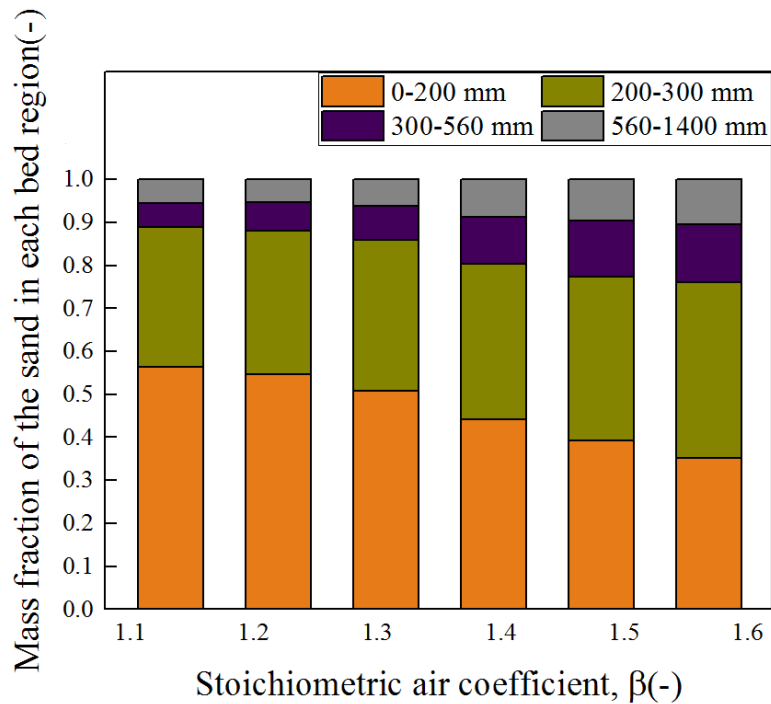 Mass fraction of the sand in each bed region(-)
0-200 mm 200-300 mm
300-560 mm 560-1400 mm
1.0
0.9
0.8
0.7
0.6
0.5
0.4
0.3
0.2
0.1
0.0
1.1 1.2 1.3 1.4 1.5 1.6
Stoichiometric air coefficient, β(-)